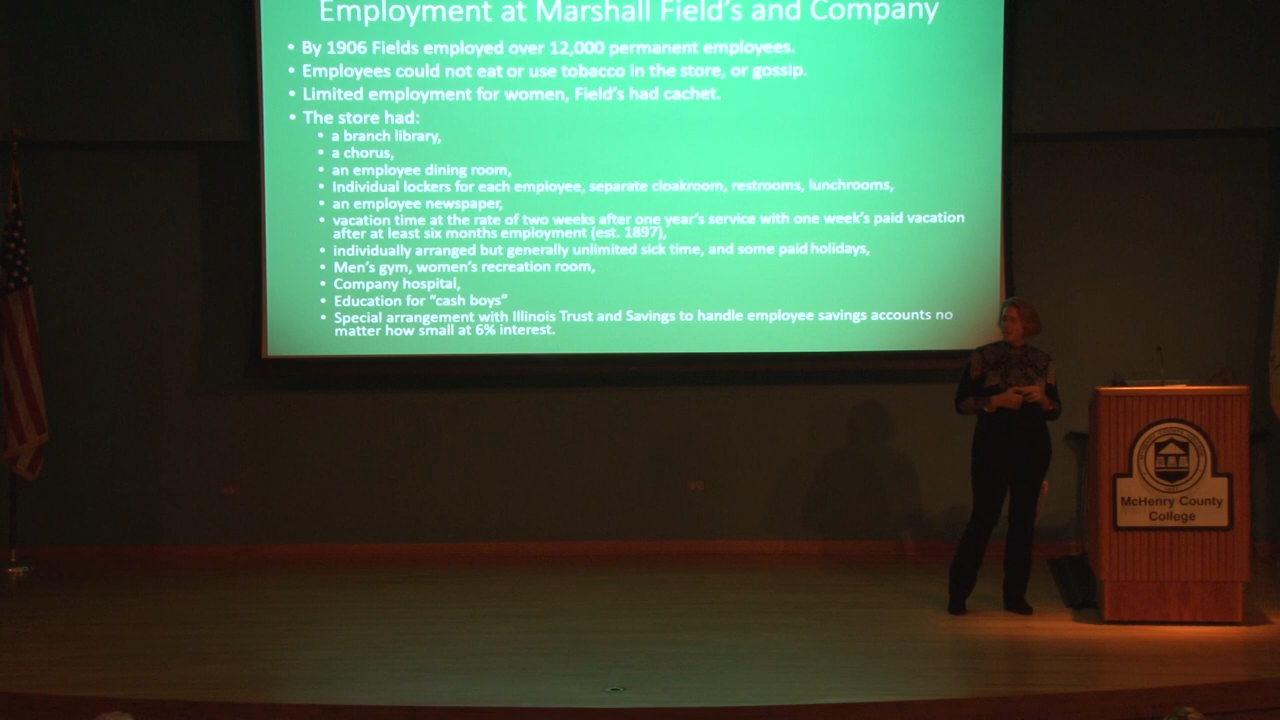 Employment at Marshall Field's and Company
• By 1906 Fields employed over 12,000 permanent employees.
• Employees could not eat or use tobacco in the store, or gossip.
• Limited employment for women, Field's had cachet.
• The store had:
• a branch library,
• a chorus,
• an employee dining room,
• Individual lockers for each employee, separate cloakroom, restrooms, lunchrooms,
• an employee newspaper,
• vacation time at the rate of two weeks after one year's service with one week's paid vacation
after at least six months employment (est. 1897),
• individually arranged but generally unlimited sick time, and some paid holidays,
• Men's gym, women's recreation room,
• Company hospital,
• Education for "cash boys"
• Special arrangement with Illinois Trust and Savings to handle employee savings accounts no
matter how small at 6% interest.
McHenry County
College